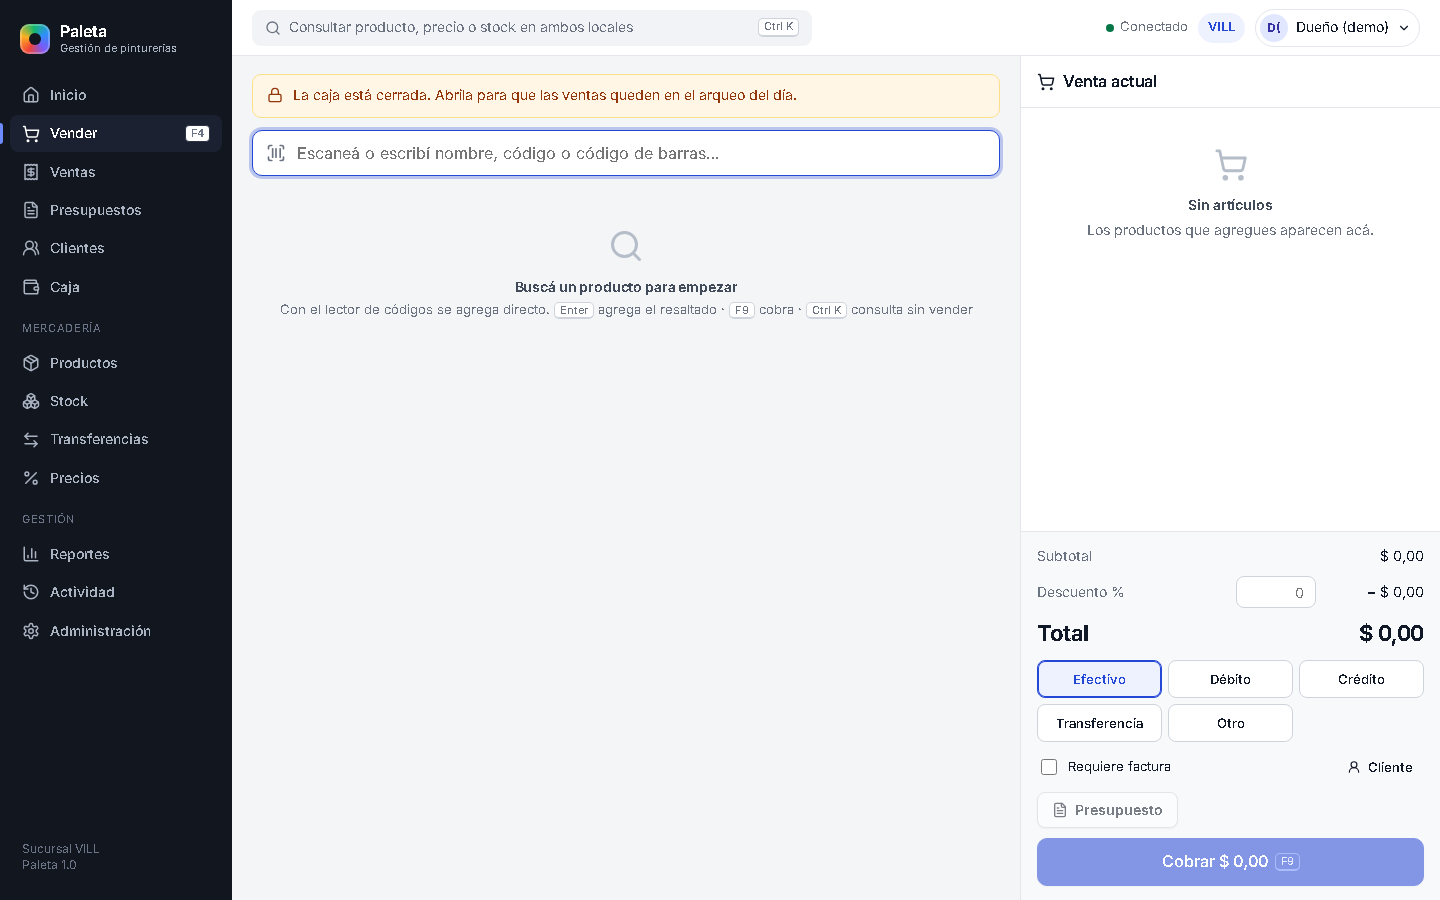 Paleta
Gestión de pinturerías
Inicio
Vender F4
Ventas
Presupuestos
Clientes
Caja
MERCADERÍA
Productos
Stock
Transferencias
Precios
GESTIÓN
Reportes
Actividad
Administración
Sucursal VILL
Paleta 1.0
Consultar producto, precio o stock en ambos locales Ctrl K
Conectado VILL D( Dueño (demo)
La caja está cerrada. Abrila para que las ventas queden en el arqueo del día.
Escaneá o escribí nombre, código o código de barras...
Buscá un producto para empezar
Con el lector de códigos se agrega directo. Enter agrega el resaltado · F9 cobra · Ctrl K consulta sin vender
Venta actual
Sin artículos
Los productos que agregues aparecen acá.
Subtotal $ 0,00
Descuento % 0 − $ 0,00
Total $ 0,00
Efectivo Débito Crédito
Transferencia Otro
Requiere factura Cliente
Presupuesto
Cobrar $ 0,00 F9